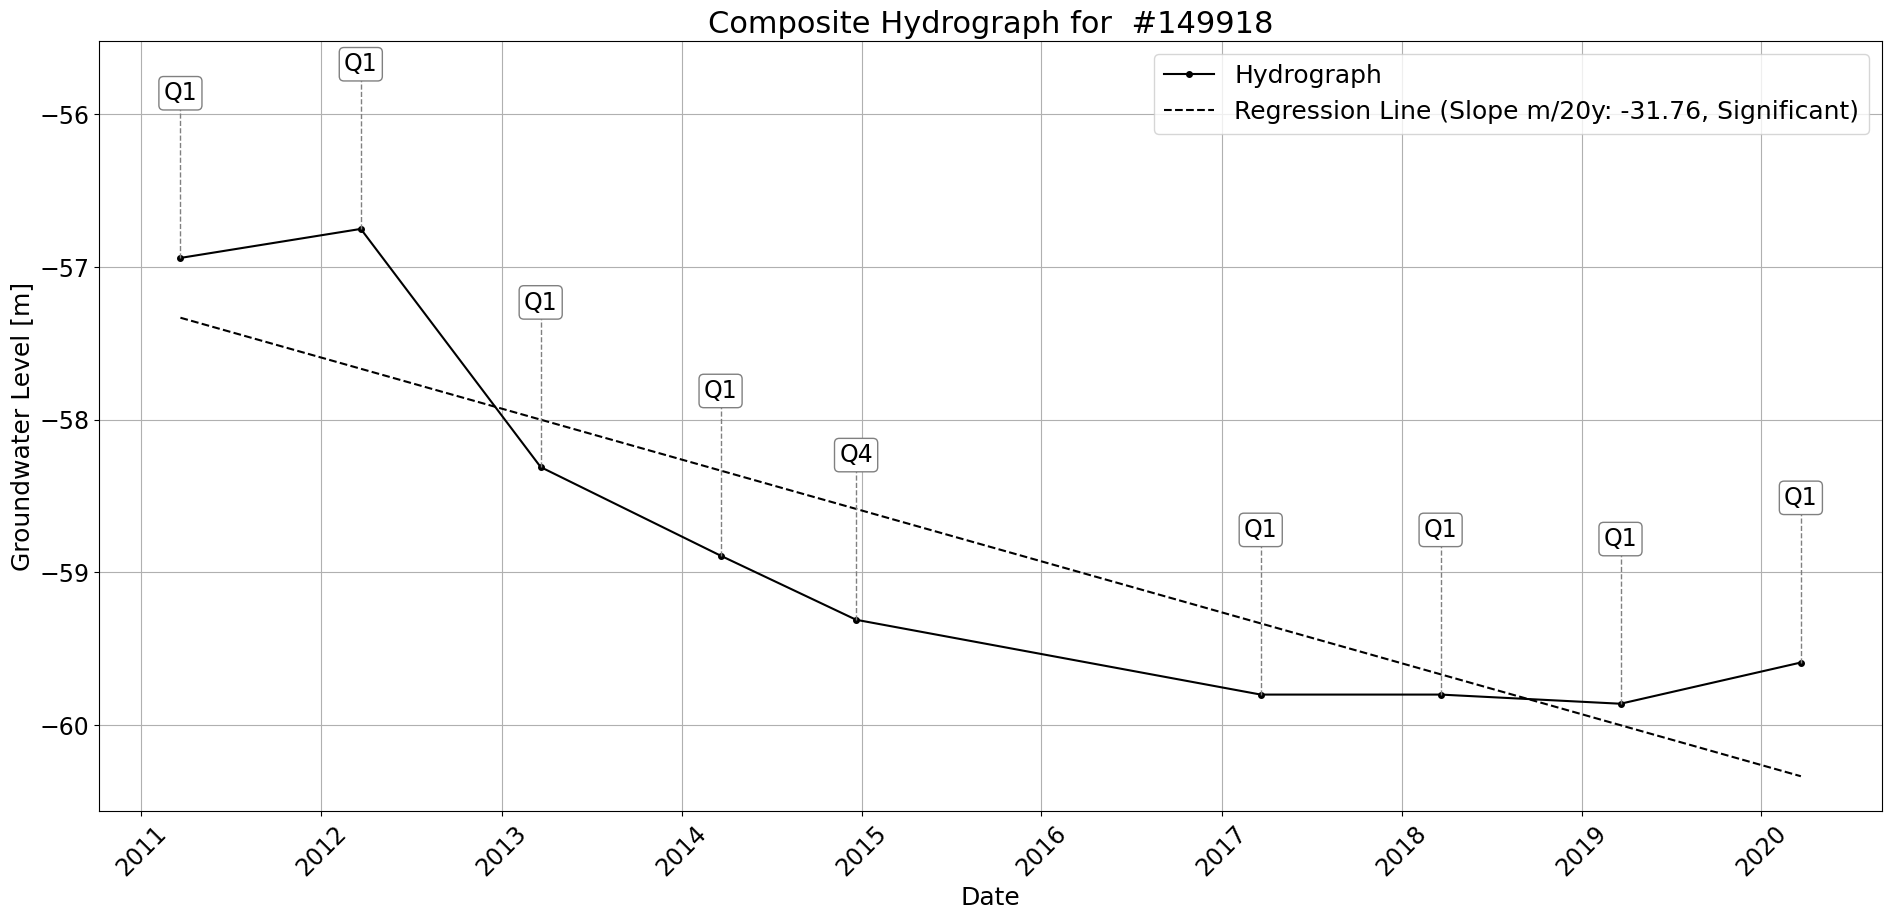 Composite Hydrograph for  #149918
Hydrograph
Regression Line (Slope m/20y: -31.76, Significant)
Q1
Q1
Q1
Q1
Q4
Q1
Q1
Q1
Q1
Groundwater Level [m]
−56
−57
−58
−59
−60
2011
2012
2013
2014
2015
2016
2017
2018
2019
2020
Date